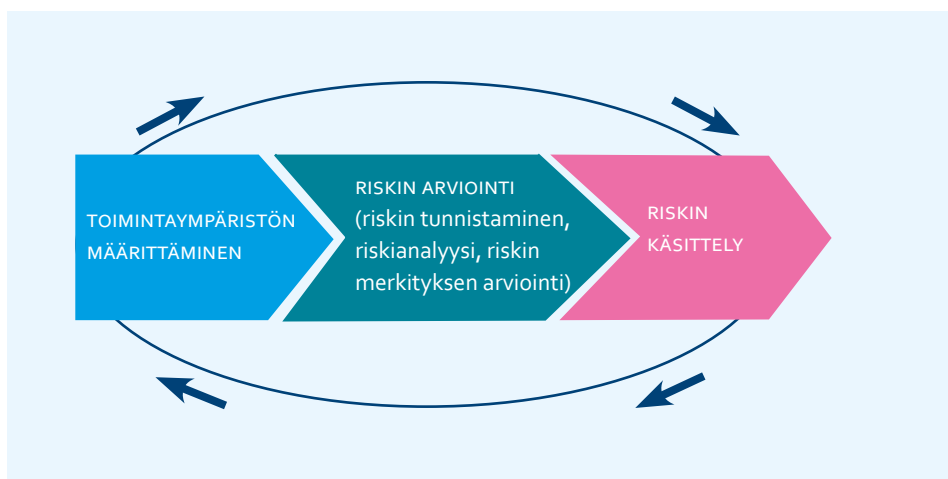 TOIMINTAYMPÄRISTÖN
MÄÄRITTÄMINEN
RISKIN ARVIOINTI
(riskin tunnistaminen,
riskianalyysi, riskin
merkityksen arviointi)
RISKIN
KÄSITTELY